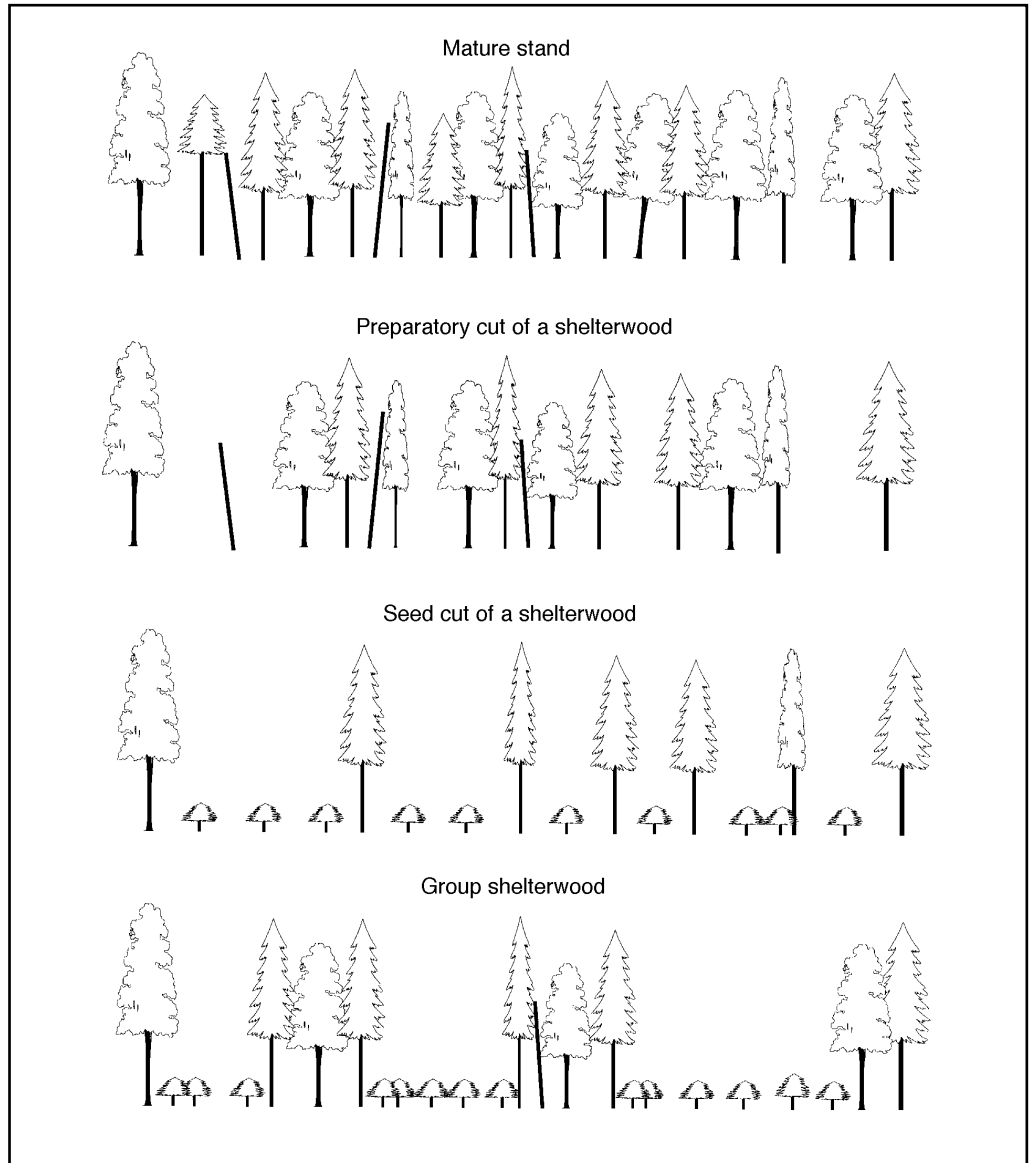 Mature stand
Preparatory cut of a shelterwood
Seed cut of a shelterwood
Group shelterwood